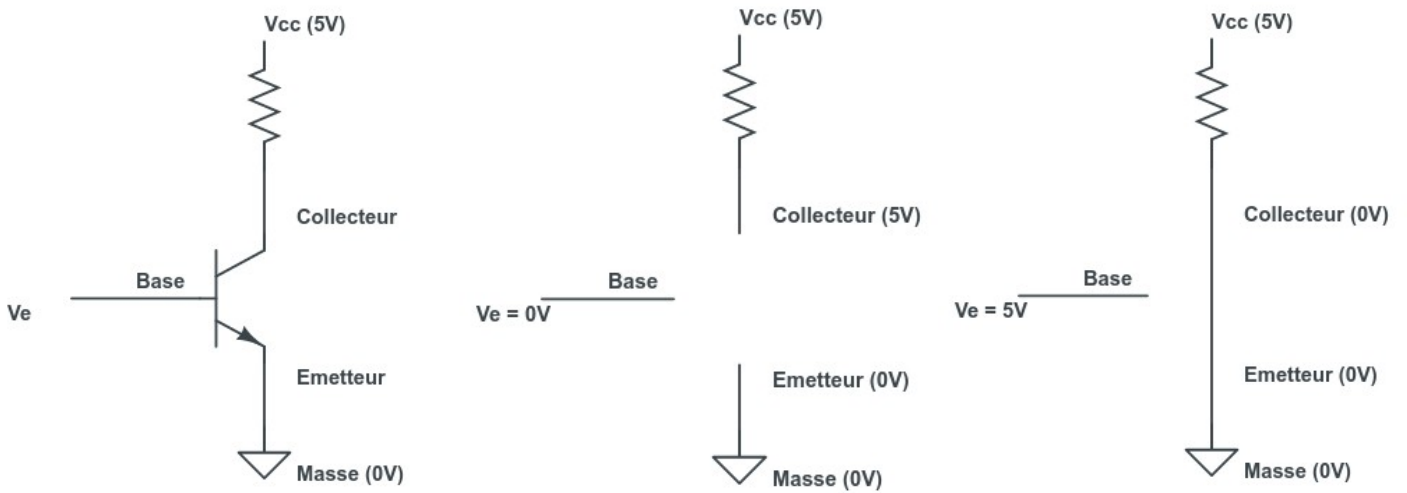 Vcc (5V)
Collecteur
Base
Ve
Emetteur
Masse (0V)
Vcc (5V)
Collecteur (5V)
Base
Ve = 0V
Emetteur (0V)
Masse (0V)
Vcc (5V)
Collecteur (0V)
Base
Ve = 5V
Emetteur (0V)
Masse (0V)